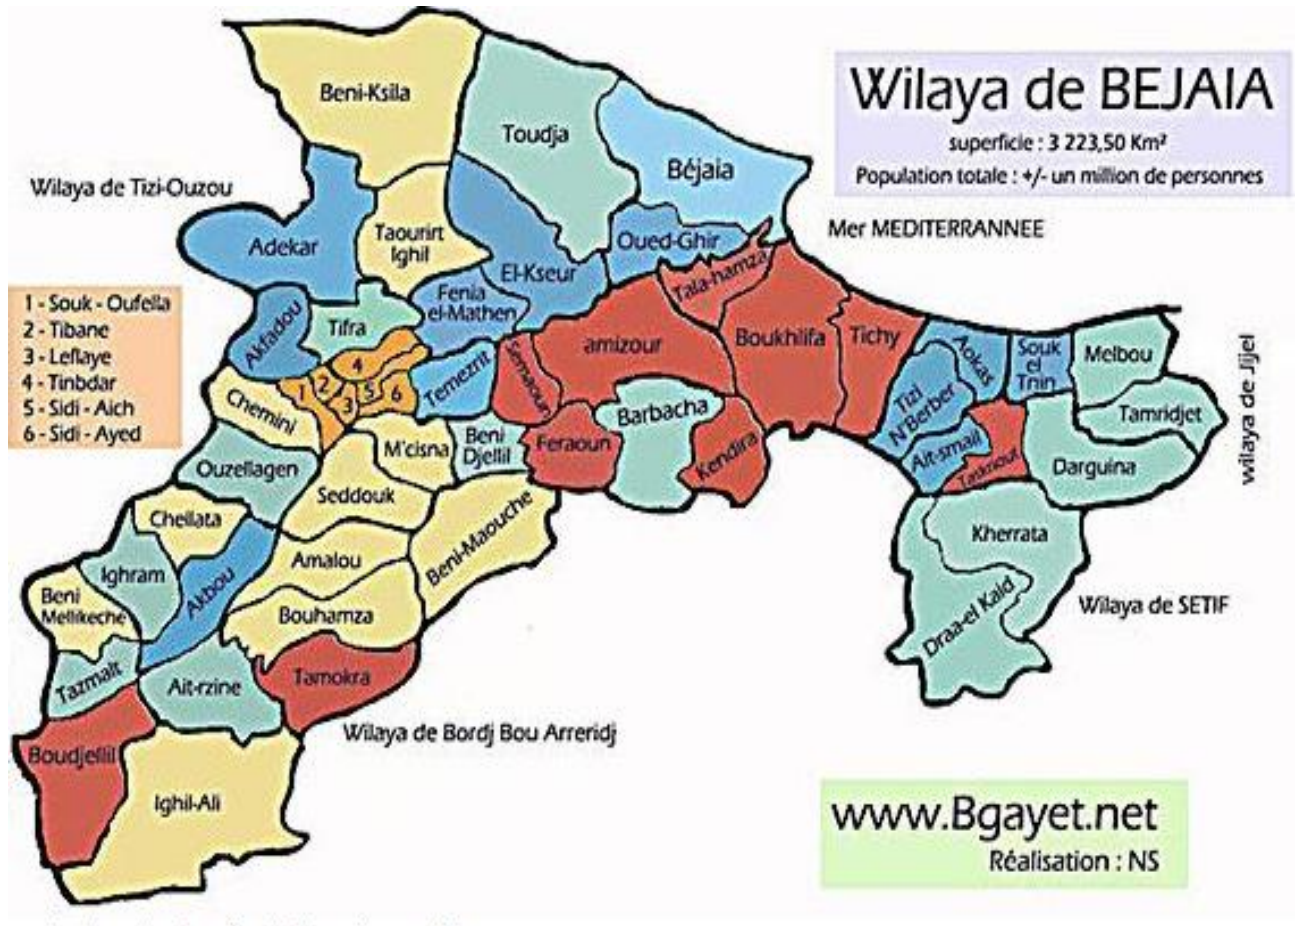 Wilaya de BEJAIA
superficie : 3 223,50 Km²
Population totale : +/- un million de personnes
Wilaya de Tizi-Ouzou
Mer MEDITERRANNEE
wilaya de Jijel
Wilaya de SETIF
Wilaya de Bordj Bou Arreridj
1 - Souk - Oufella
2 - Tibane
3 - Leflaye
4 - Tinbdar
5 - Sidi - Aich
6 - Sidi - Ayed
Beni-Ksila
Toudja
Béjaia
Adekar
Taourirt
Ighil
Oued-Ghir
El-Kseur
Tala-hamza
Fenia
el-Mathen
Akfadou
Tifra
amizour
Boukhlifa
Tichy
Aokas
Souk
el
Tnin
Melbou
Tamridjet
Tizi
N'Berber
Ait-smail
Taskriout
Darguina
Kherrata
Draa-el Kaid
4
1
2
3
5
6
Temezrit
Semaoun
Chemini
M'cisna
Beni
Djellil
Feraoun
Barbacha
Kendira
Ouzellagen
Seddouk
Chellata
Amalou
Beni-Maouche
Ighram
Akbou
Beni
Mellikeche
Bouhamza
Tazmalt
Ait-rzine
Tamokra
Boudjellil
Ighil-Ali
www.Bgayet.net
Réalisation : NS